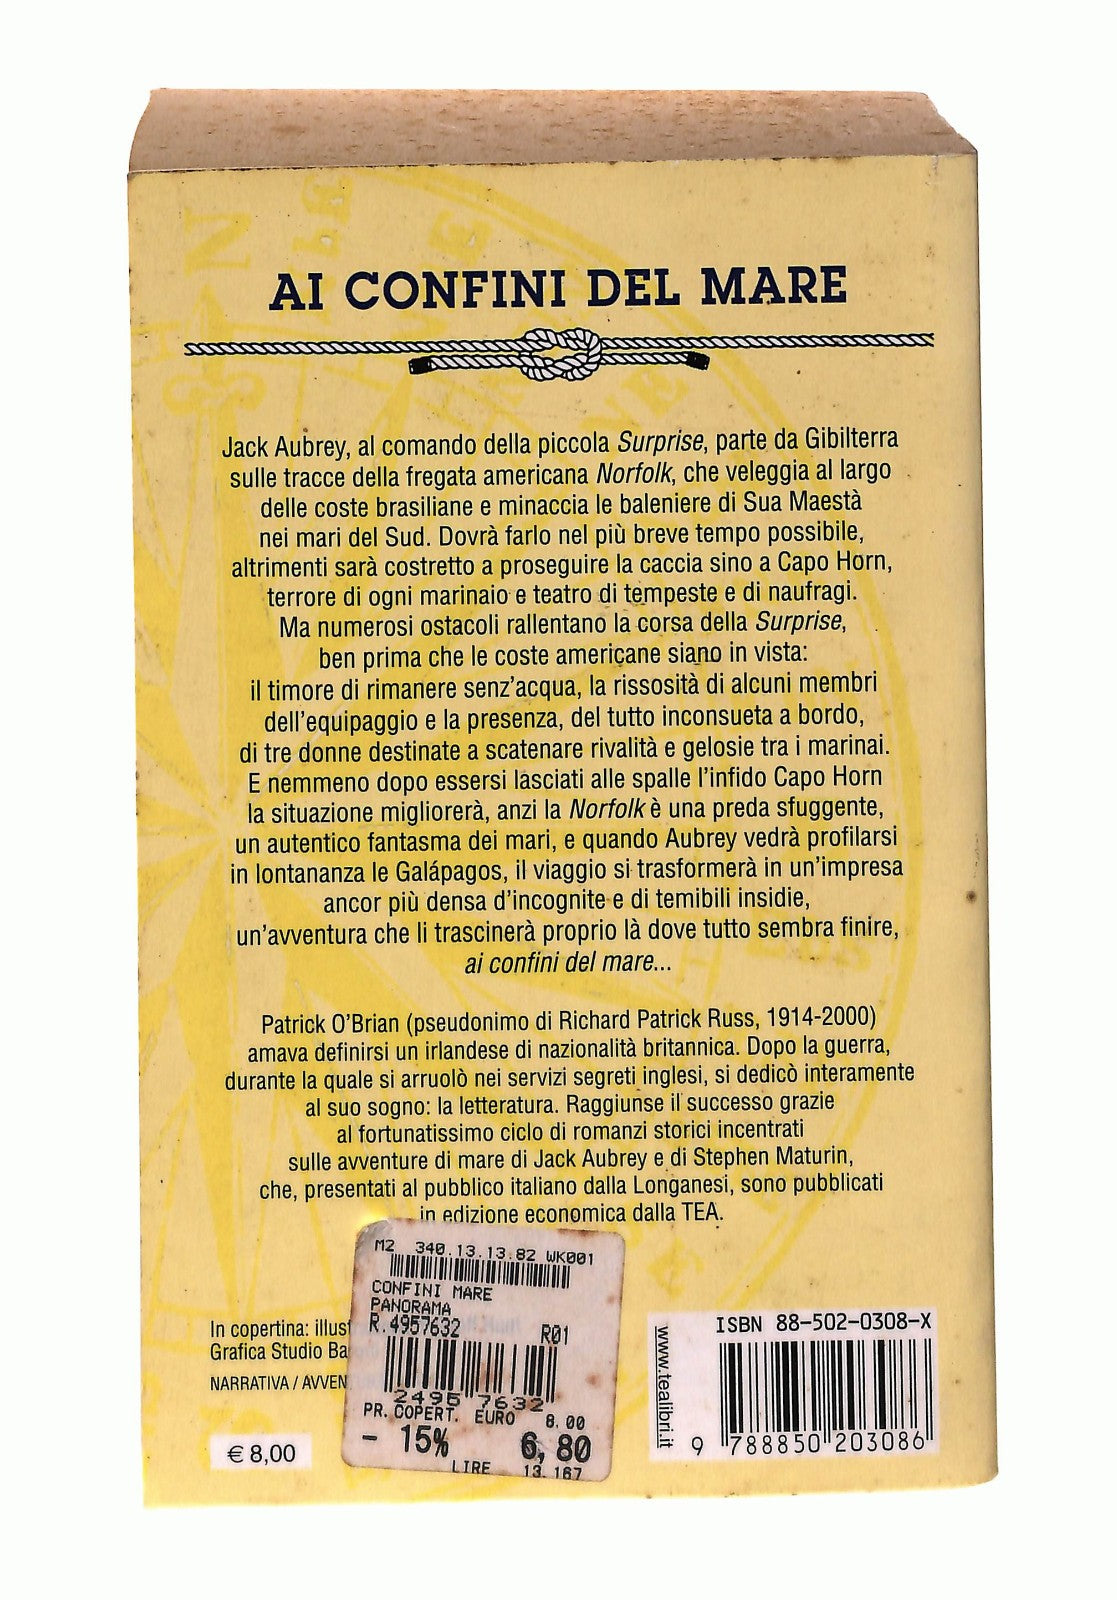 AI CONFINI DEL MARE
Jack Aubrey, al comando della piccola Surprise, parte da Gibilterra
sulle tracce della fregata americana Norfolk, che veleggia al largo
delle coste brasiliane e minaccia le baleniere di Sua Maestà
nei mari del Sud. Dovrà farlo nel più breve tempo possibile,
altrimenti sarà costretto a proseguire la caccia sino a Capo Horn,
terrore di ogni marinaio e teatro di tempeste e di naufragi.
Ma numerosi ostacoli rallentano la corsa della Surprise,
ben prima che le coste americane siano in vista:
il timore di rimanere senz'acqua, la rissosità di alcuni membri
dell'equipaggio e la presenza, del tutto inconsueta a bordo,
di tre donne destinate a scatenare rivalità e gelosie tra i marinai.
E nemmeno dopo essersi lasciati alle spalle l'infido Capo Horn
la situazione migliorerà, anzi la Norfolk è una preda sfuggente,
un autentico fantasma dei mari, e quando Aubrey vedrà profilarsi
in lontananza le Galápagos, il viaggio si trasformerà in un'impresa
ancor più densa d'incognite e di temibili insidie,
un'avventura che li trascinerà proprio là dove tutto sembra finire,
ai confini del mare...
Patrick O'Brian (pseudonimo di Richard Patrick Russ, 1914-2000)
amava definirsi un irlandese di nazionalità britannica. Dopo la guerra,
durante la quale si arruolò nei servizi segreti inglesi, si dedicò interamente
al suo sogno: la letteratura. Raggiunse il successo grazie
al fortunatissimo ciclo di romanzi storici incentrati
sulle avventure di mare di Jack Aubrey e di Stephen Maturin,
che, presentati al pubblico italiano dalla Longanesi, sono pubblicati
in edizione economica dalla TEA.
M2 340.13.13.82 WK001
CONFINI MARE
PANORAMA
R.4957632 R01
2495 7632
PR. COPERT. EURO 8.00
- 15% 6,80
LIRE 13.167
In copertina: illust
Grafica Studio Ba
NARRATIVA / AVVEN
€ 8,00
www.tealibri.it
ISBN 88-502-0308-X
9 788850 203086